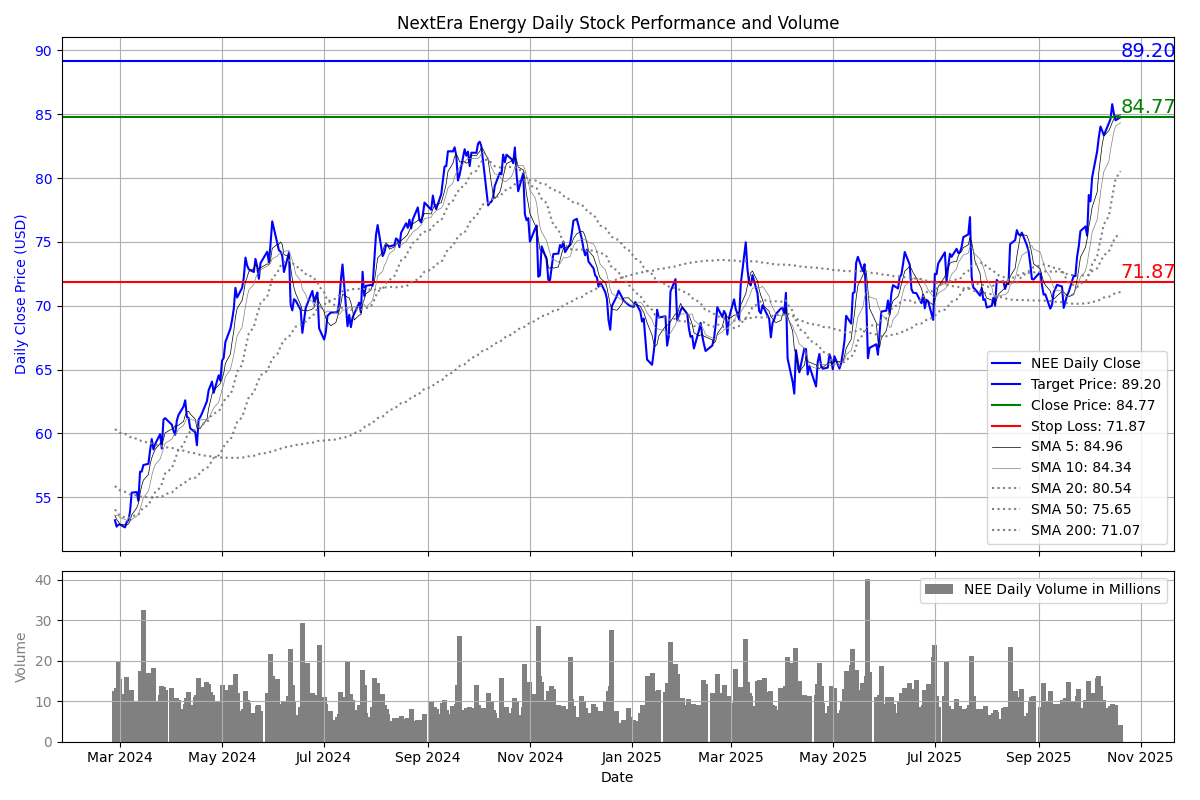 NextEra Energy Daily Stock Performance and Volume
90
85
80
75
70
65
60
55
Daily Close Price (USD)
89.20
84.77
71.87
NEE Daily Close
Target Price: 89.20
Close Price: 84.77
Stop Loss: 71.87
SMA 5: 84.96
SMA 10: 84.34
SMA 20: 80.54
SMA 50: 75.65
SMA 200: 71.07
40
30
20
10
0
Volume
NEE Daily Volume in Millions
Mar 2024 May 2024 Jul 2024 Sep 2024 Nov 2024 Jan 2025 Mar 2025 May 2025 Jul 2025 Sep 2025 Nov 2025
Date